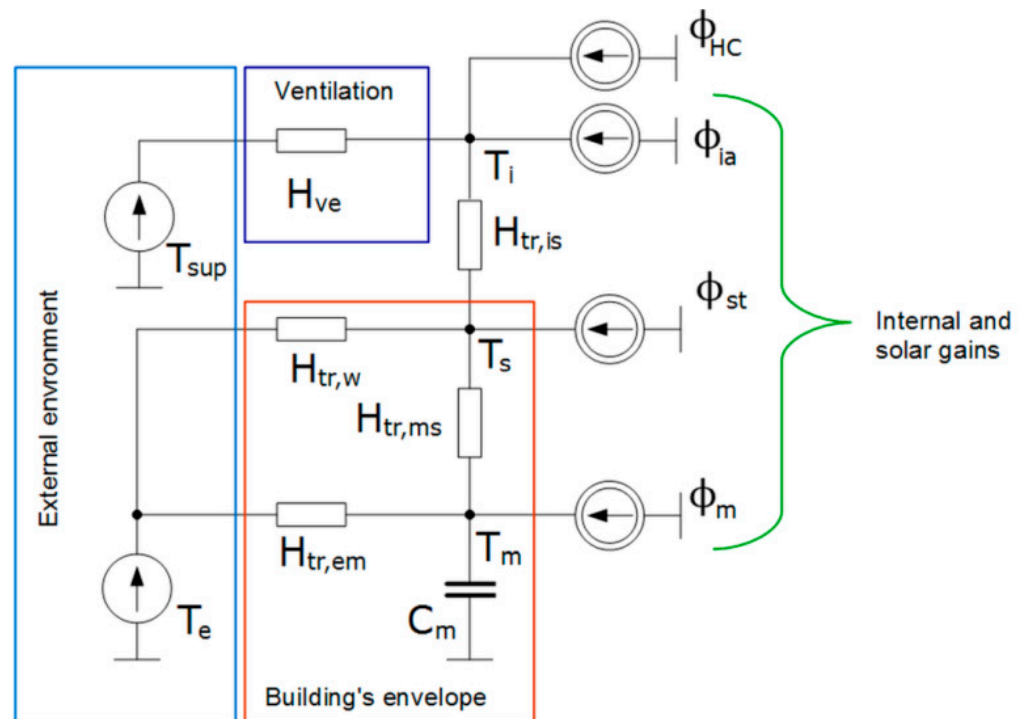 ϕHC
Ventilation
ϕia
Ti
Hve
Htr,is
Tsup
ϕst
Internal and
solar gains
Ts
Htr,w
Htr,ms
External envronment
ϕm
Htr,em
Tm
Te
Cm
Building's envelope